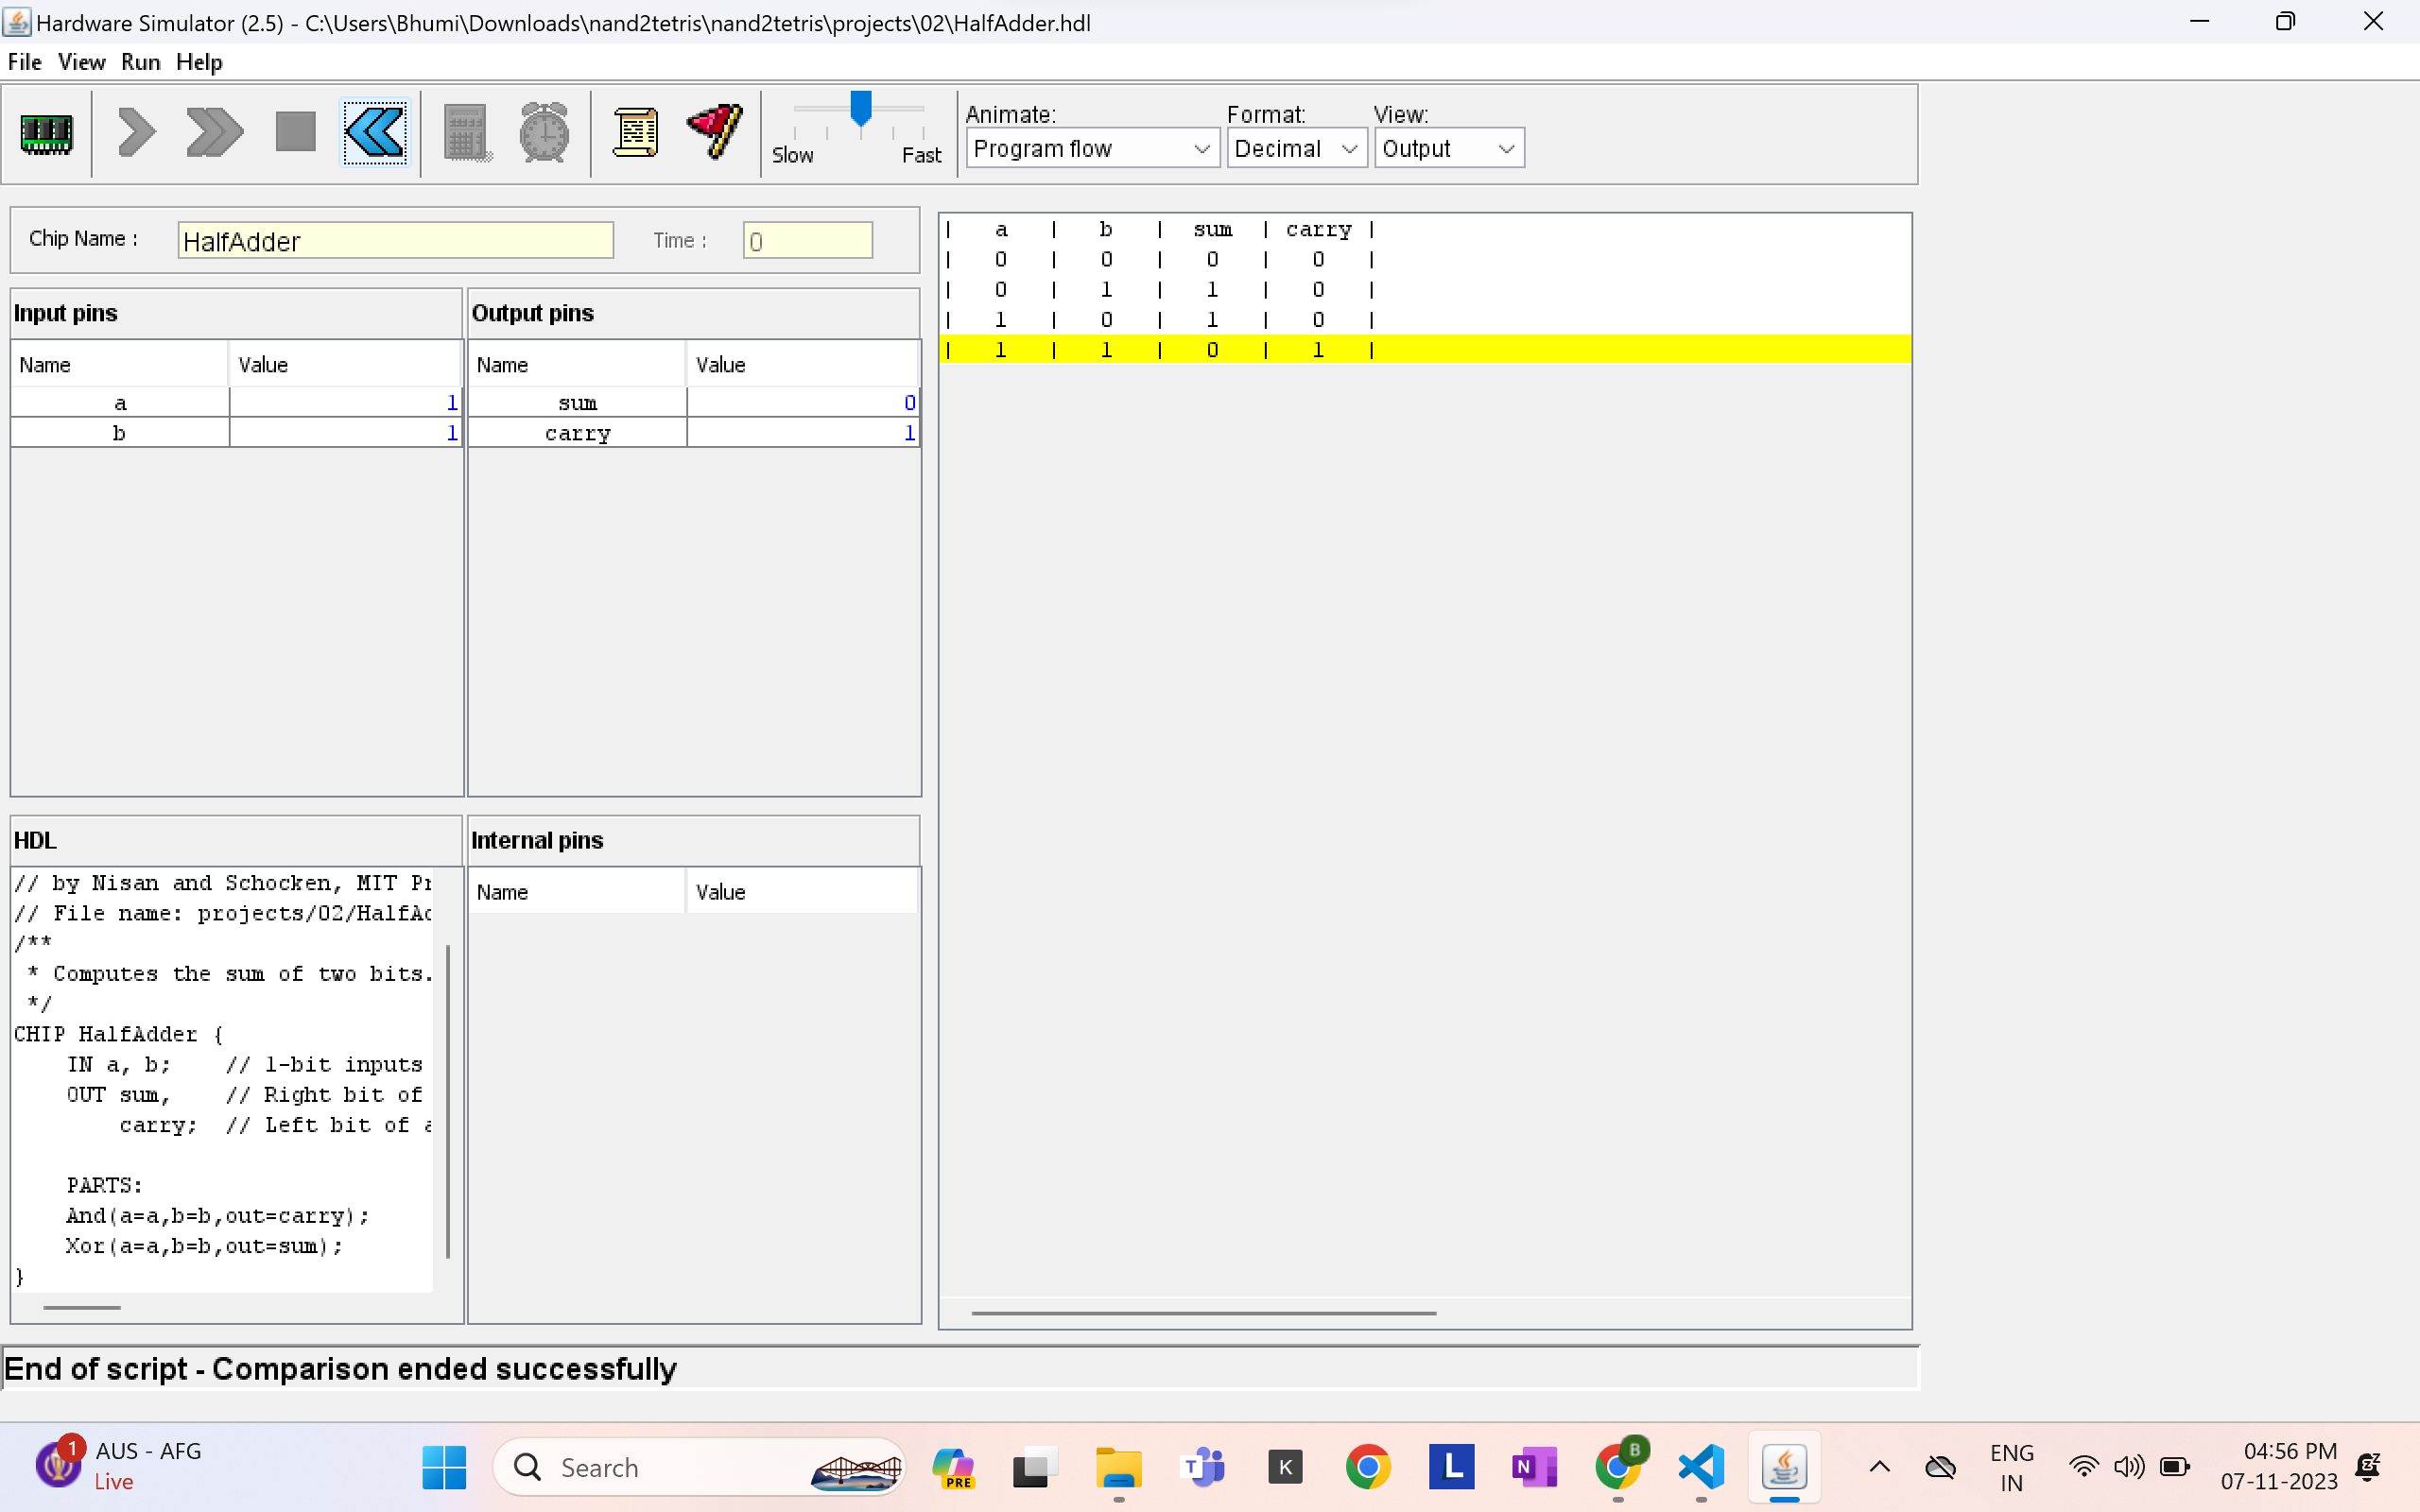 Hardware Simulator (2.5) - C:\Users\Bhumi\Downloads\nand2tetris\nand2tetris\projects\02\HalfAdder.hdl
File View Run Help
Slow Fast
Animate: Format: View:
Program flow Decimal Output
Chip Name : HalfAdder Time : 0
Input pins
Name Value
a 1
b 1
Output pins
Name Value
sum 0
carry 1
| a | b | sum | carry |
| 0 | 0 | 0 | 0 |
| 0 | 1 | 1 | 0 |
| 1 | 0 | 1 | 0 |
| 1 | 1 | 0 | 1 |
HDL
// by Nisan and Schocken, MIT Pr
// File name: projects/02/HalfAd
/**
* Computes the sum of two bits.
*/
CHIP HalfAdder {
IN a, b; // 1-bit inputs
OUT sum, // Right bit of
carry; // Left bit of a
PARTS:
And(a=a,b=b,out=carry);
Xor(a=a,b=b,out=sum);
}
Internal pins
Name Value
End of script - Comparison ended successfully
1
AUS - AFG
Live
Search
PRE
T
K
L
N
B
ENG
IN
04:56 PM
07-11-2023